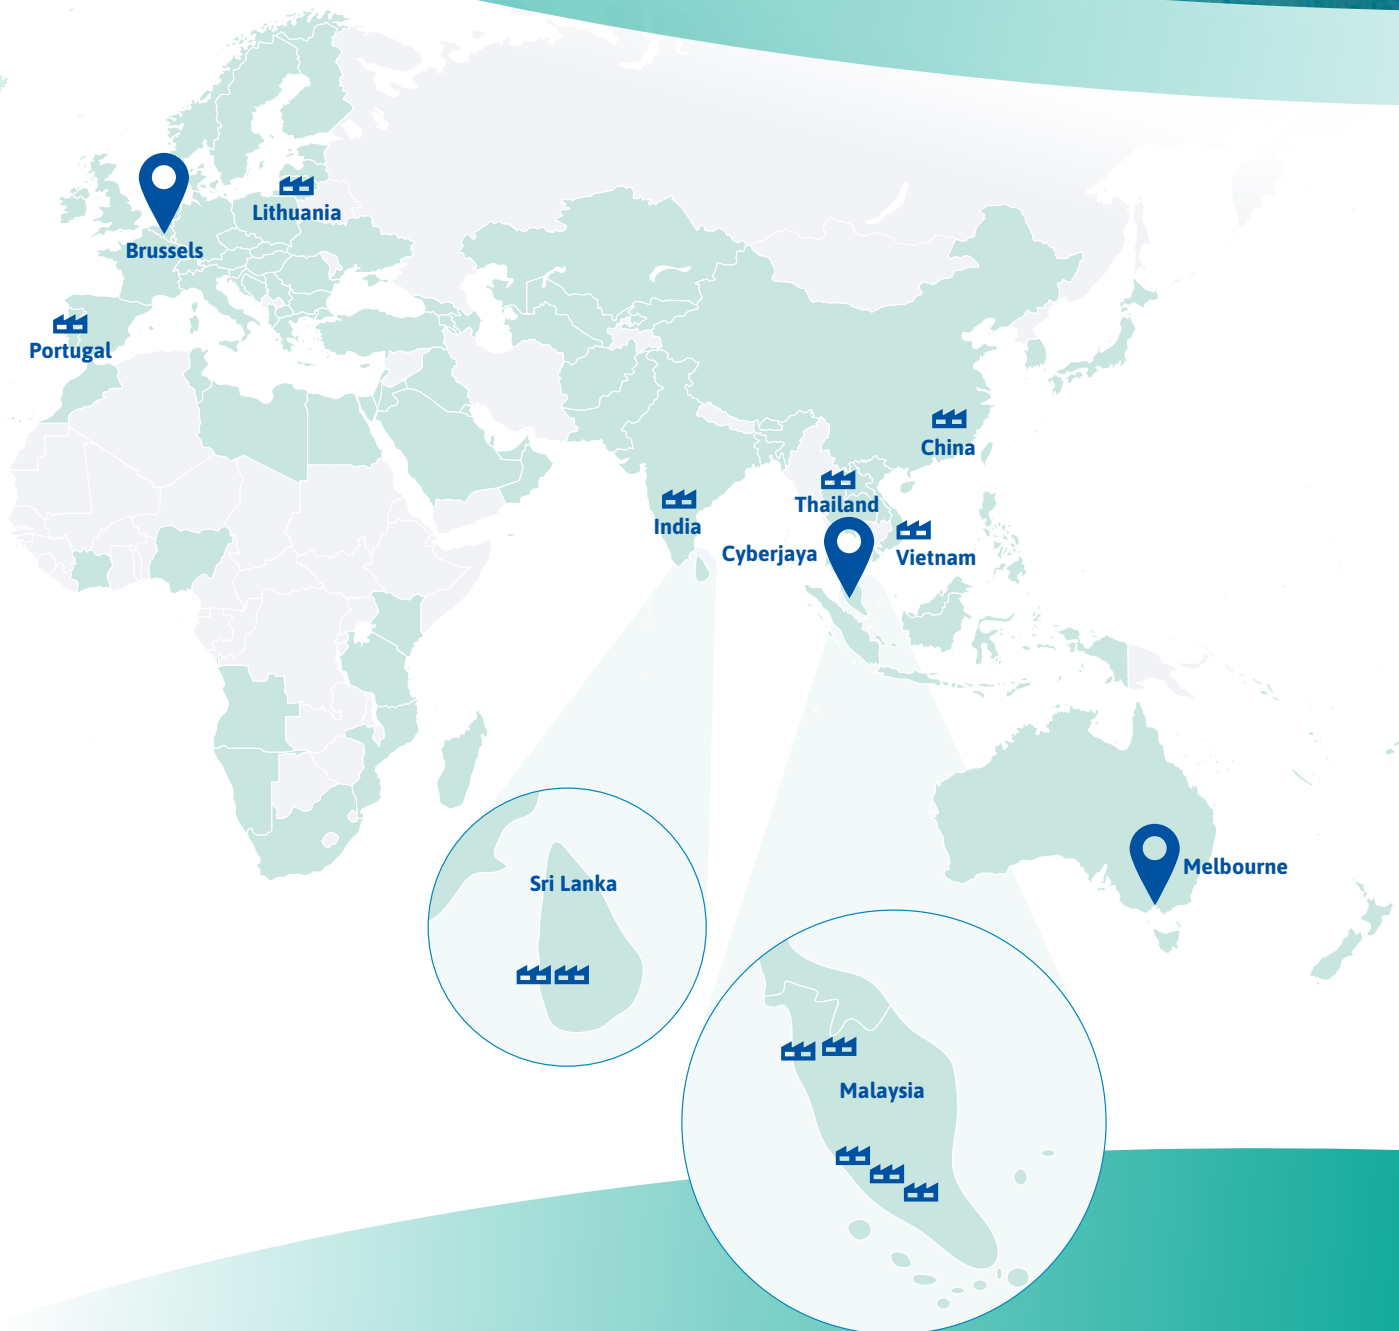 Lithuania
Brussels
Portugal
China
Thailand
India
Cyberjaya
Vietnam
Melbourne
Sri Lanka
Malaysia